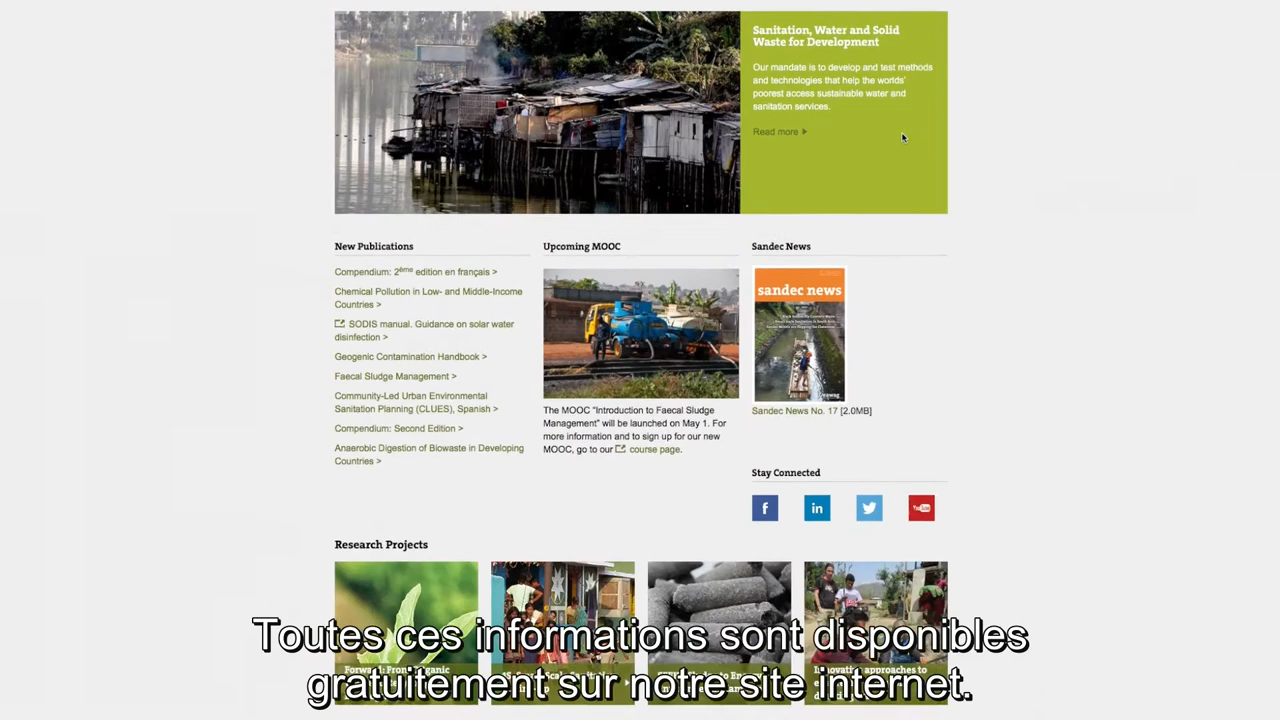 Sanitation, Water and Solid
Waste for Development
Our mandate is to develop and test methods
and technologies that help the worlds'
poorest access sustainable water and
sanitation services.
Read more
New Publications
Compendium: 2ème edition en français >
Chemical Pollution in Low- and Middle-Income
Countries >
SODIS manual. Guidance on solar water
disinfection >
Geogenic Contamination Handbook >
Faecal Sludge Management >
Community-Led Urban Environmental
Sanitation Planning (CLUES), Spanish >
Compendium: Second Edition >
Anaerobic Digestion of Biowaste in Developing
Countries >
Upcoming MOOC
The MOOC "Introduction to Faecal Sludge
Management" will be launched on May 1. For
more information and to sign up for our new
MOOC, go to our course page.
Sandec News
sandec news
Sandec News No. 17 [2.0MB]
Stay Connected
f
in
You Tube
Research Projects
Innovative approaches to
Toutes ces informations sont disponibles
gratuitement sur notre site internet.